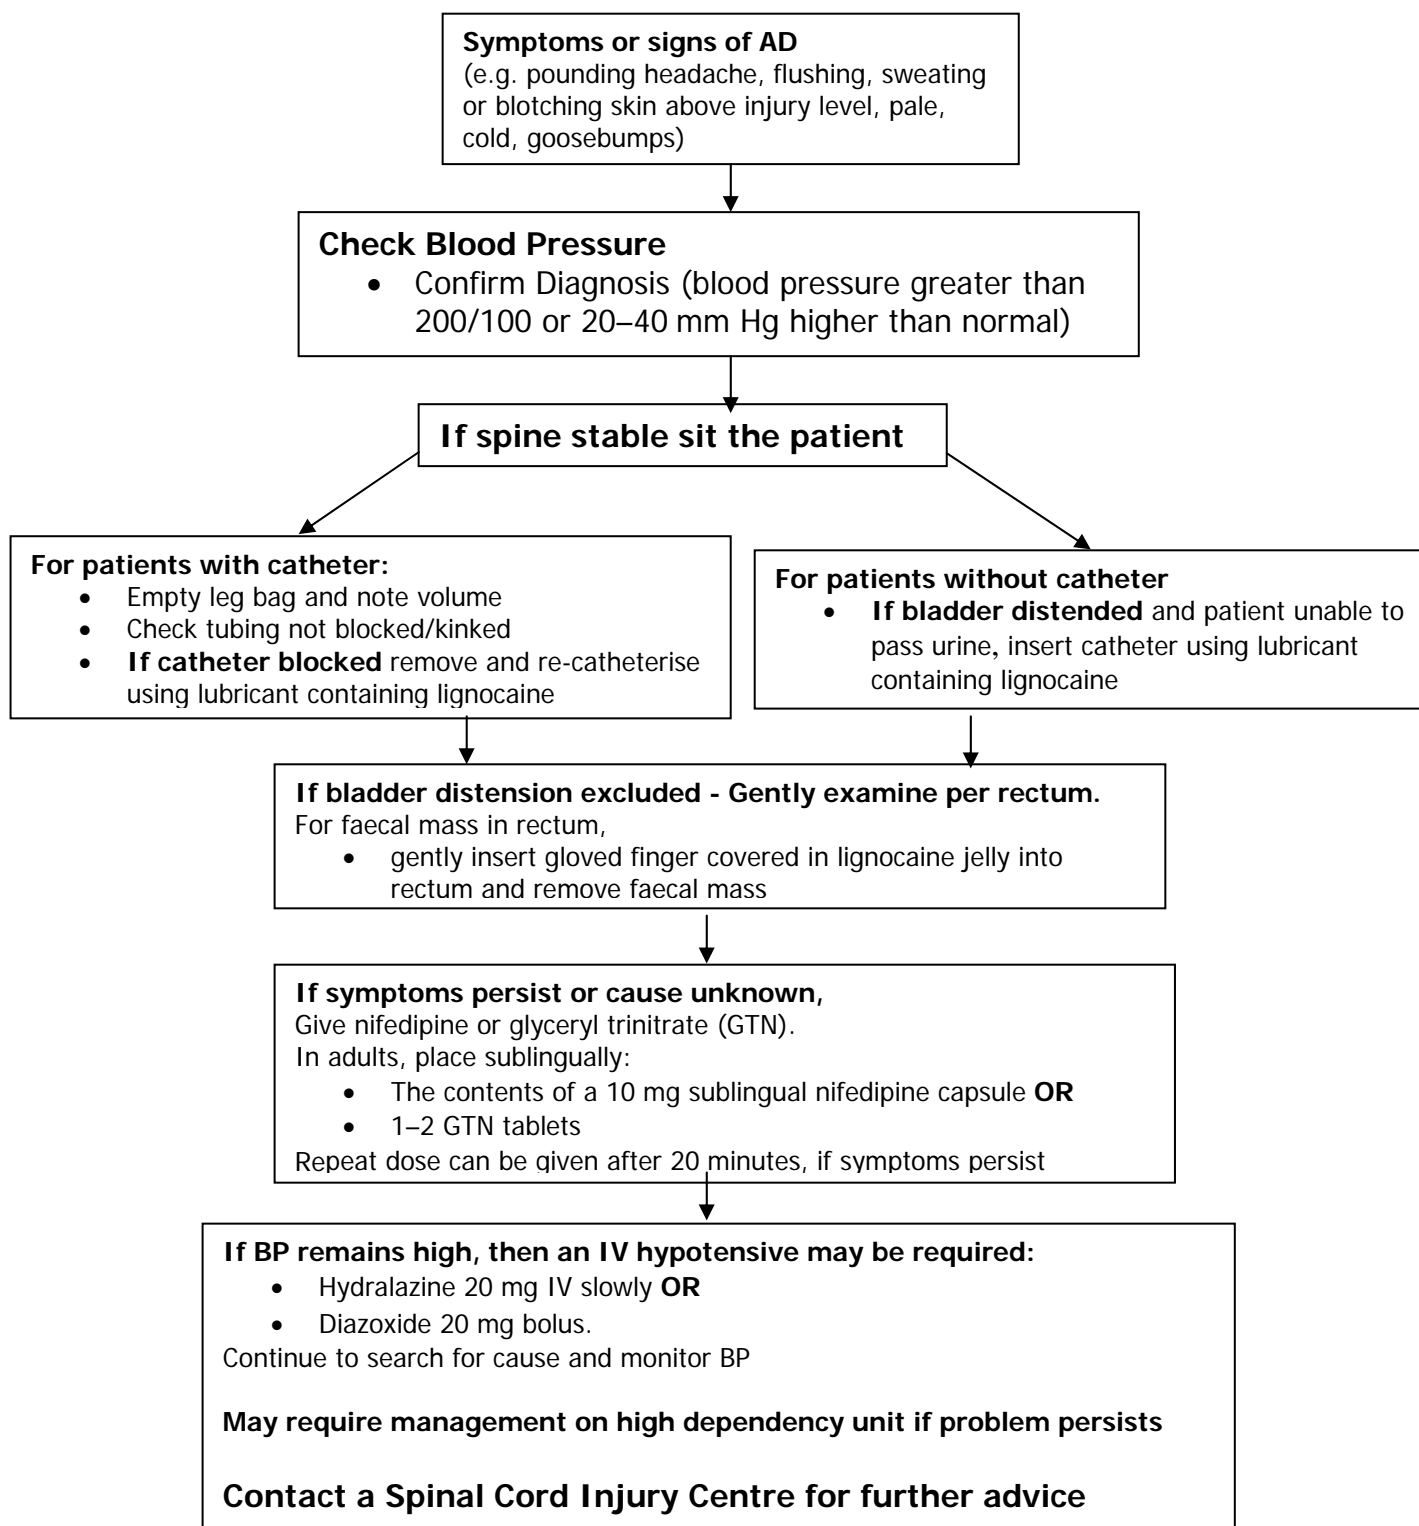 Symptoms or signs of AD
(e.g. pounding headache, flushing, sweating
or blotching skin above injury level, pale,
cold, goosebumps)
Check Blood Pressure
• Confirm Diagnosis (blood pressure greater than
200/100 or 20–40 mm Hg higher than normal)
If spine stable sit the patient
For patients with catheter:
• Empty leg bag and note volume
• Check tubing not blocked/kinked
• If catheter blocked remove and re-catheterise
using lubricant containing lignocaine
For patients without catheter
• If bladder distended and patient unable to
pass urine, insert catheter using lubricant
containing lignocaine
If bladder distension excluded - Gently examine per rectum.
For faecal mass in rectum,
• gently insert gloved finger covered in lignocaine jelly into
rectum and remove faecal mass
If symptoms persist or cause unknown,
Give nifedipine or glyceryl trinitrate (GTN).
In adults, place sublingually:
• The contents of a 10 mg sublingual nifedipine capsule OR
• 1–2 GTN tablets
Repeat dose can be given after 20 minutes, if symptoms persist
If BP remains high, then an IV hypotensive may be required:
• Hydralazine 20 mg IV slowly OR
• Diazoxide 20 mg bolus.
Continue to search for cause and monitor BP
May require management on high dependency unit if problem persists
Contact a Spinal Cord Injury Centre for further advice